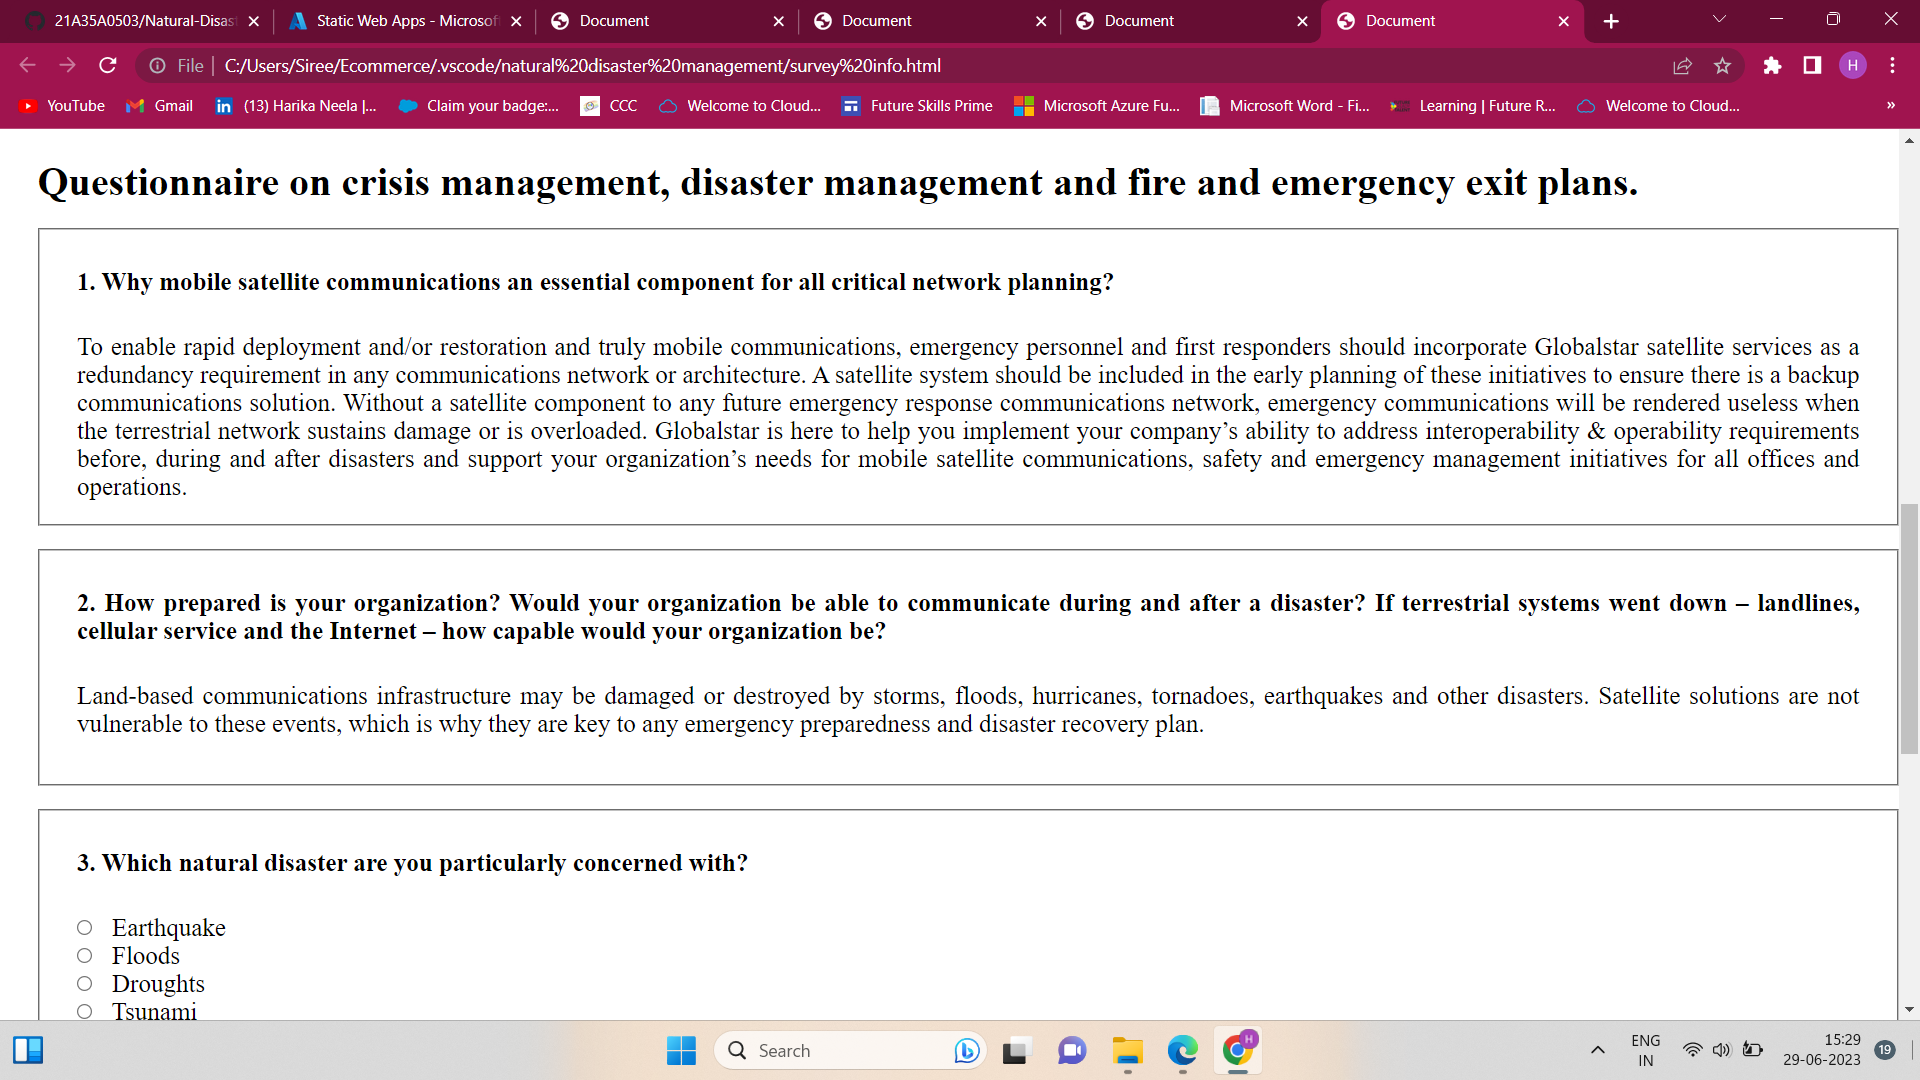 21A35A0503/Natural-Disas
Static Web Apps - Microsof
Document
Document
Document
Document
File
C:/Users/Siree/Ecommerce/.vscode/natural%20disaster%20management/survey%20info.html
H
YouTube
Gmail
(13) Harika Neela |...
Claim your badge:...
CCC
Welcome to Cloud...
Future Skills Prime
Microsoft Azure Fu...
Microsoft Word - Fi...
Learning | Future R...
Welcome to Cloud...
»
Questionnaire on crisis management, disaster management and fire and emergency exit plans.
1. Why mobile satellite communications an essential component for all critical network planning?
To enable rapid deployment and/or restoration and truly mobile communications, emergency personnel and first responders should incorporate Globalstar satellite services as a
redundancy requirement in any communications network or architecture. A satellite system should be included in the early planning of these initiatives to ensure there is a backup
communications solution. Without a satellite component to any future emergency response communications network, emergency communications will be rendered useless when
the terrestrial network sustains damage or is overloaded. Globalstar is here to help you implement your company’s ability to address interoperability & operability requirements
before, during and after disasters and support your organization’s needs for mobile satellite communications, safety and emergency management initiatives for all offices and
operations.
2. How prepared is your organization? Would your organization be able to communicate during and after a disaster? If terrestrial systems went down – landlines,
cellular service and the Internet – how capable would your organization be?
Land-based communications infrastructure may be damaged or destroyed by storms, floods, hurricanes, tornadoes, earthquakes and other disasters. Satellite solutions are not
vulnerable to these events, which is why they are key to any emergency preparedness and disaster recovery plan.
3. Which natural disaster are you particularly concerned with?
Earthquake
Floods
Droughts
Tsunami
Search
H
ENG
IN
15:29
29-06-2023
19